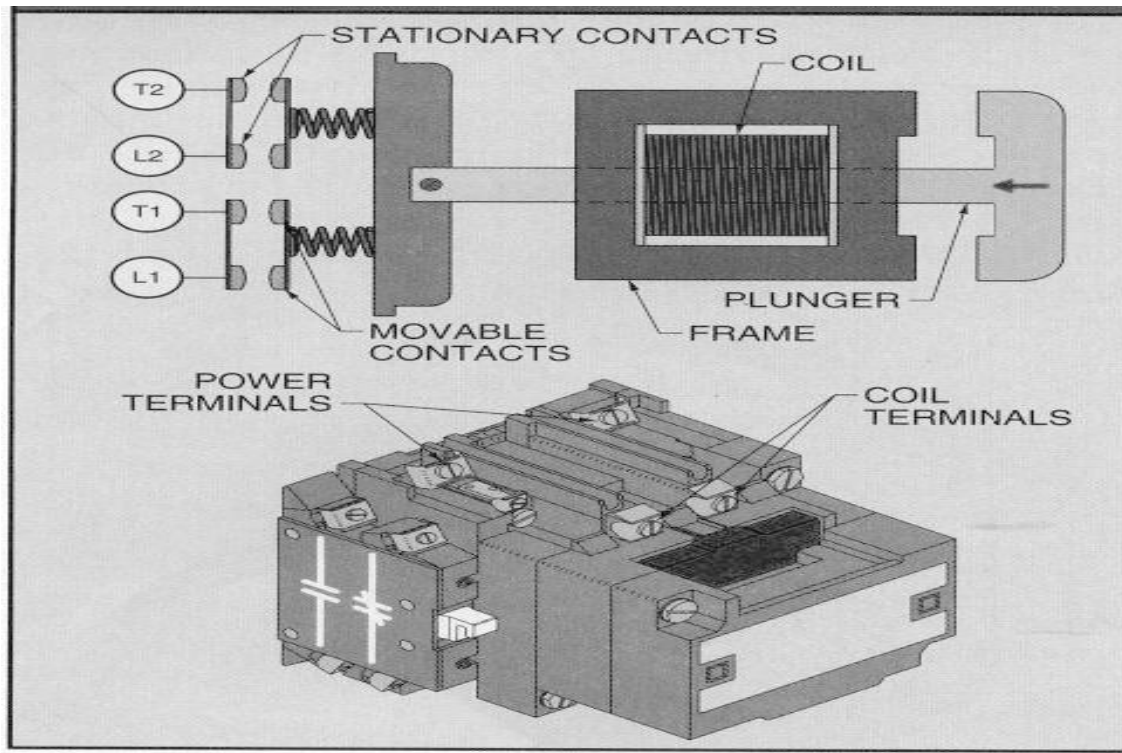 STATIONARY CONTACTS
COIL
T2
L2
T1
L1
PLUNGER
FRAME
MOVABLE
CONTACTS
POWER
TERMINALS
COIL
TERMINALS